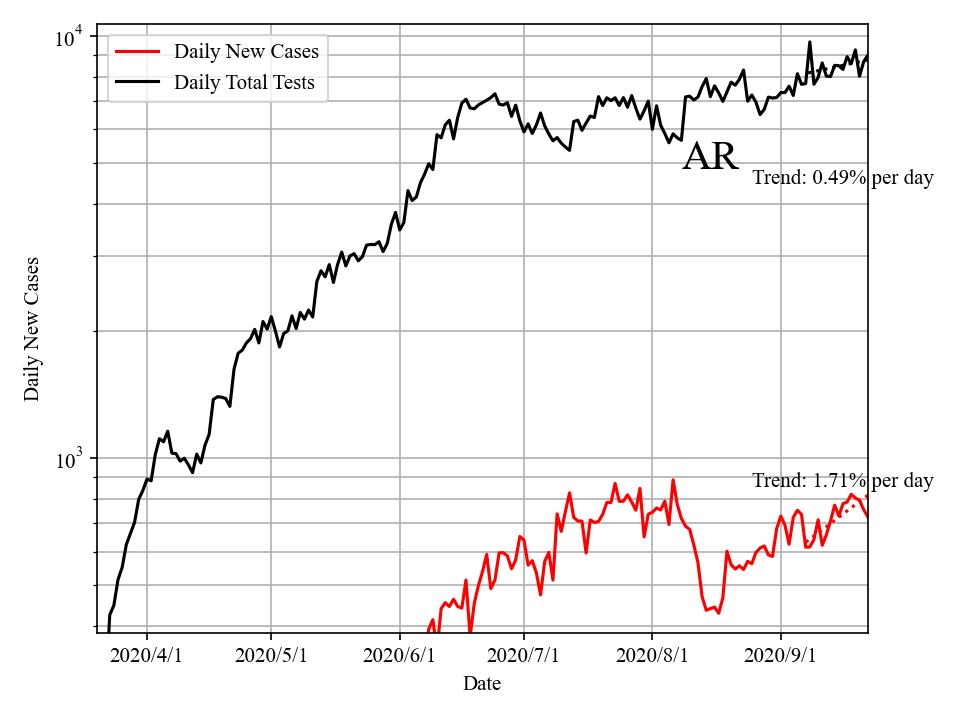 10^4
Daily New Cases
Daily Total Tests
AR
Trend: 0.49% per day
Daily New Cases
10^3
Trend: 1.71% per day
2020/4/1 2020/5/1 2020/6/1 2020/7/1 2020/8/1 2020/9/1
Date